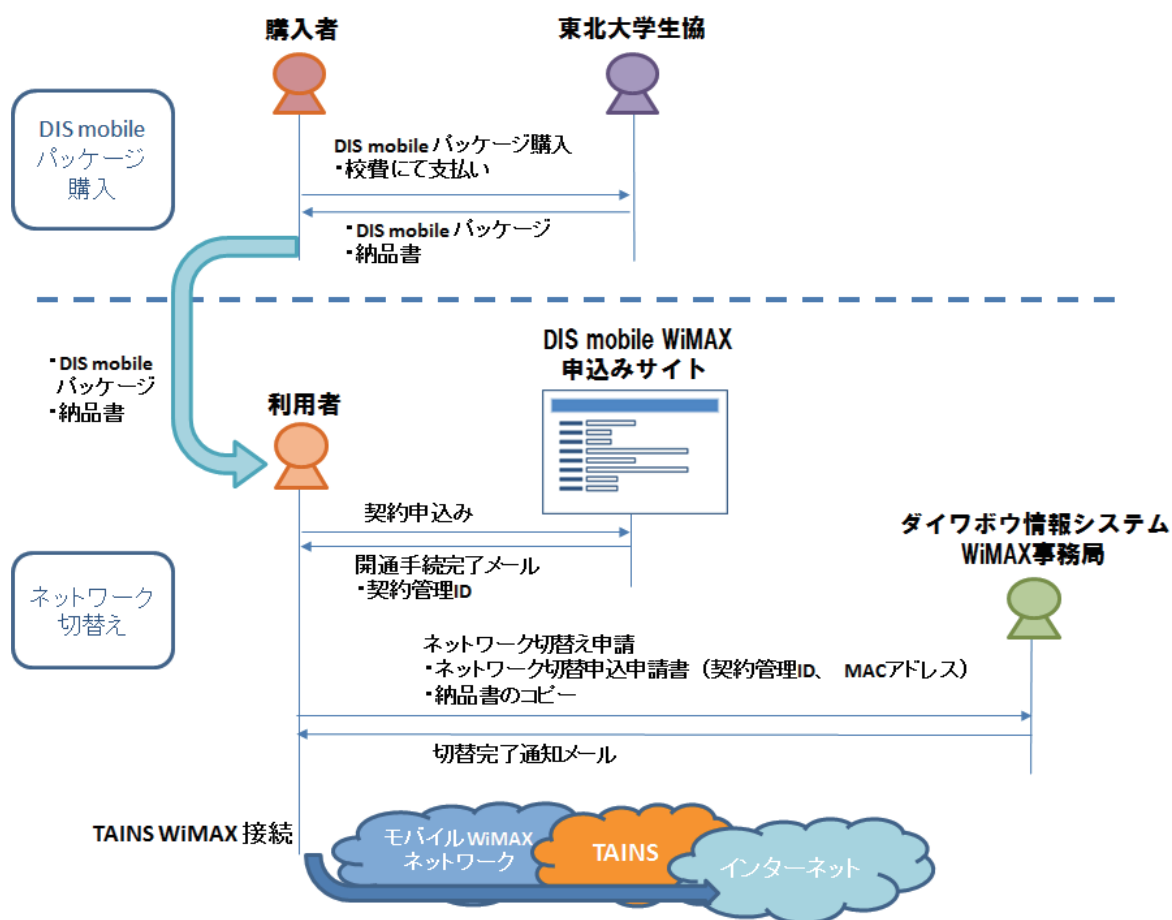 購入者
東北大学生協
DIS mobile
パッケージ
購入
DIS mobile パッケージ購入
・校費にて支払い
・DIS mobile パッケージ
・納品書
・DIS mobile
パッケージ
・納品書
DIS mobile WiMAX
申込みサイト
利用者
契約申込み
開通手続完了メール
・契約管理ID
ダイワボウ情報システム
WiMAX事務局
ネットワーク
切替え
ネットワーク切替え申請
・ネットワーク切替申込申請書（契約管理ID、 MACアドレス）
・納品書のコピー
切替完了通知メール
TAINS WiMAX 接続
モバイル WiMAX
ネットワーク
TAINS
インターネット